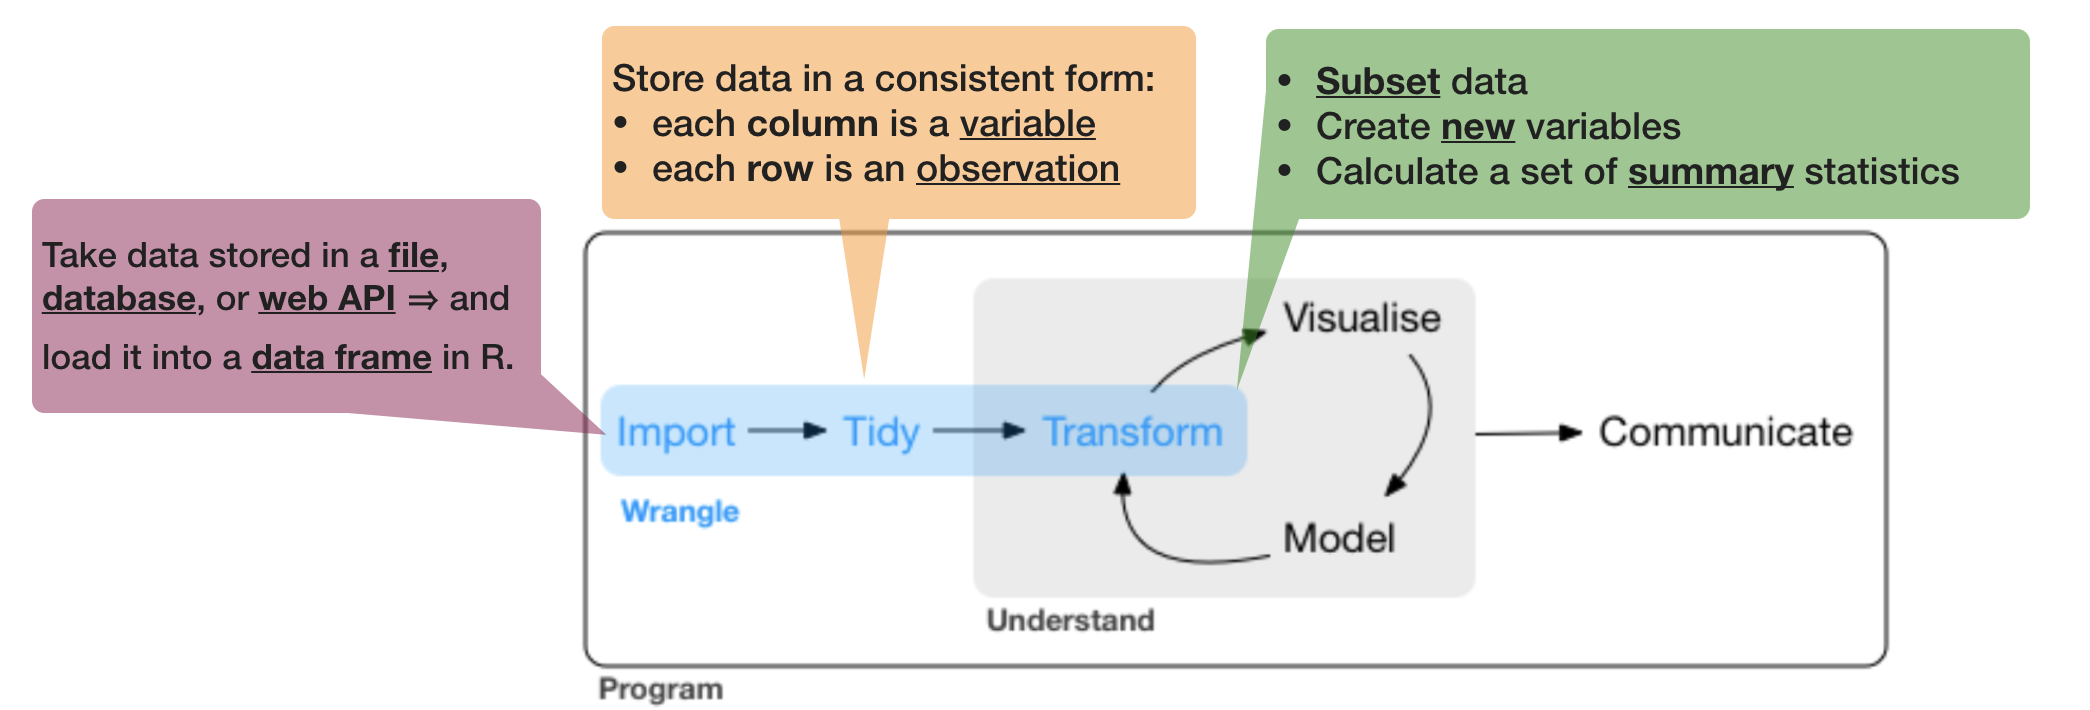 Store data in a consistent form:
• each column is a variable
• each row is an observation
• Subset data
• Create new variables
• Calculate a set of summary statistics
Take data stored in a file,
database, or web API ⇒ and
load it into a data frame in R.
Import
Tidy
Transform
Visualise
Model
Communicate
Wrangle
Understand
Program